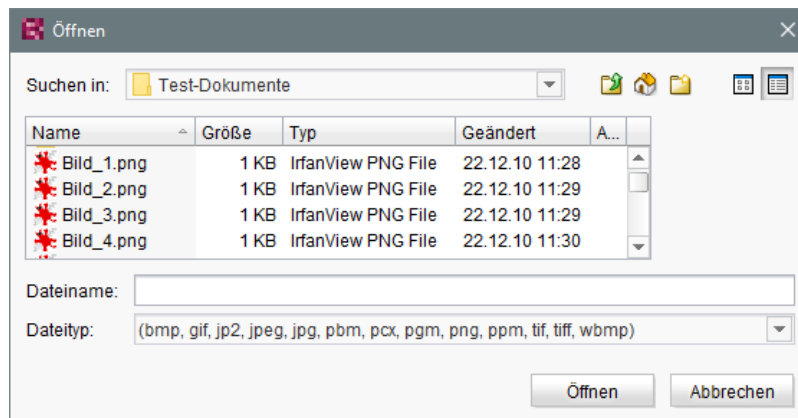 Öffnen
Suchen in: Test-Dokumente
Name Größe Typ Geändert A...
Bild_1.png 1 KB IrfanView PNG File 22.12.10 11:28
Bild_2.png 1 KB IrfanView PNG File 22.12.10 11:29
Bild_3.png 1 KB IrfanView PNG File 22.12.10 11:29
Bild_4.png 1 KB IrfanView PNG File 22.12.10 11:30
Dateiname:
Dateityp: (bmp, gif, jp2, jpeg, jpg, pbm, pcx, pgm, png, ppm, tif, tiff, wbmp)
Öffnen Abbrechen